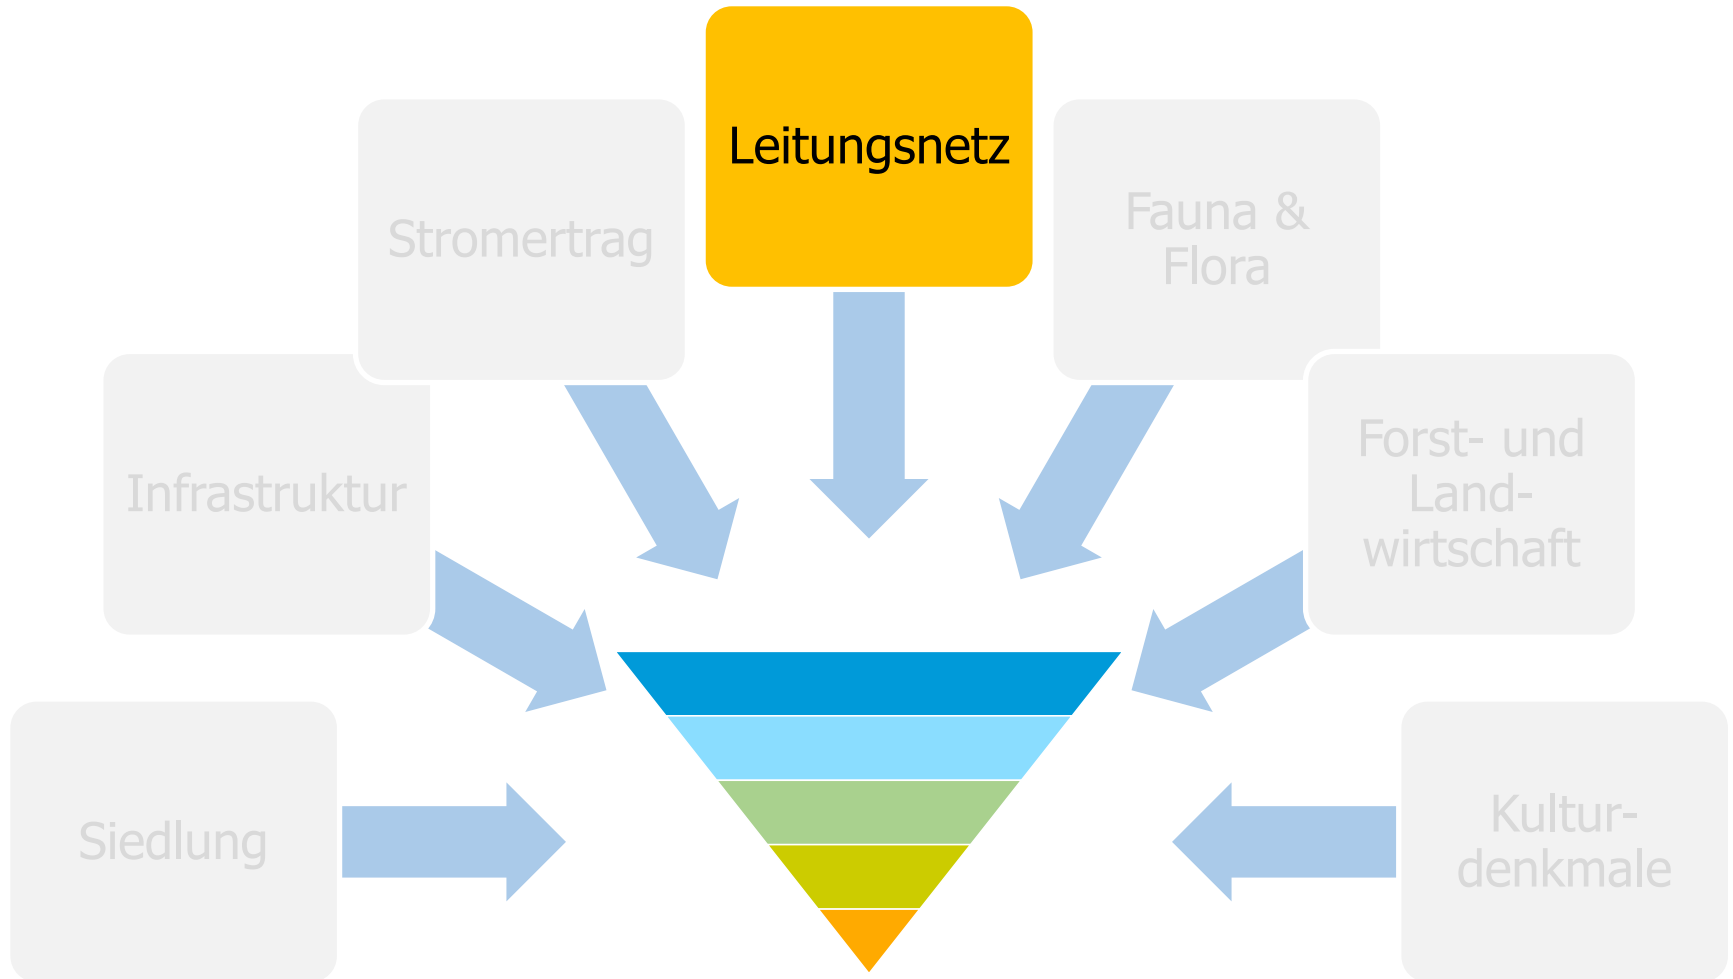 Leitungsnetz
Stromertrag
Fauna &
Flora
Infrastruktur
Forst- und
Land-
wirtschaft
Siedlung
Kultur-
denkmale